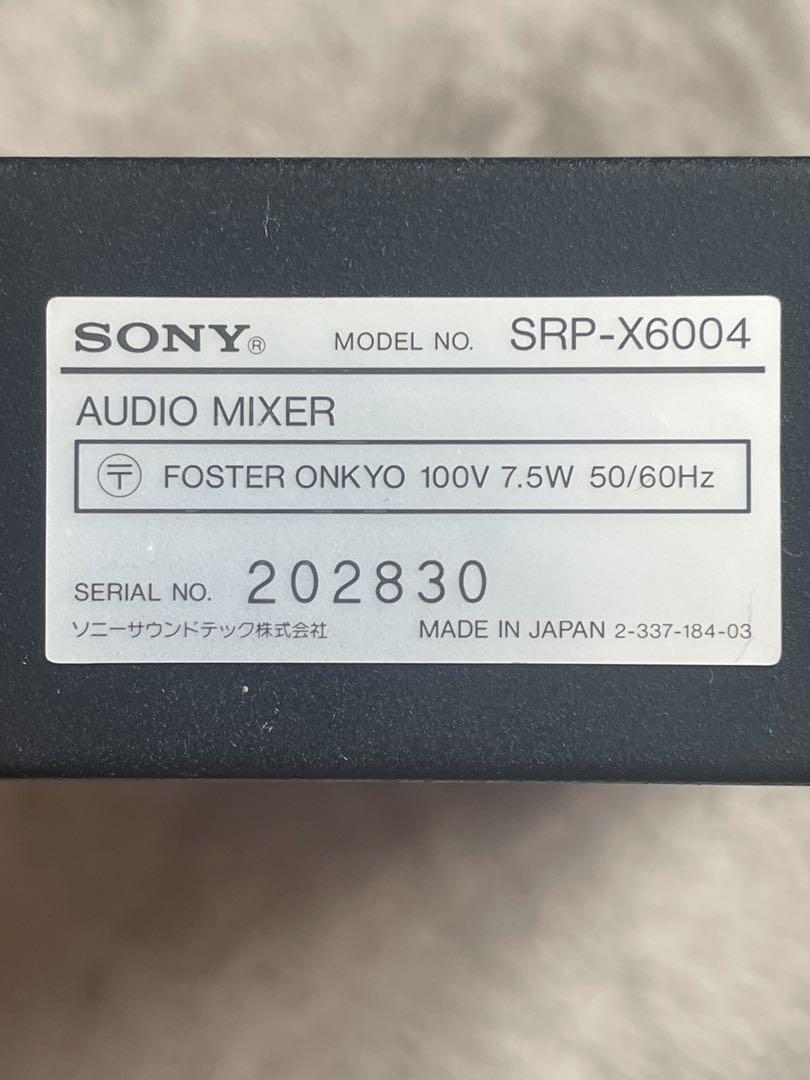 SONY® MODEL NO. SRP-X6004
AUDIO MIXER
〒 FOSTER ONKYO 100V 7.5W 50/60Hz
SERIAL NO. 202830
ソニーサウンドテック株式会社 MADE IN JAPAN 2-337-184-03